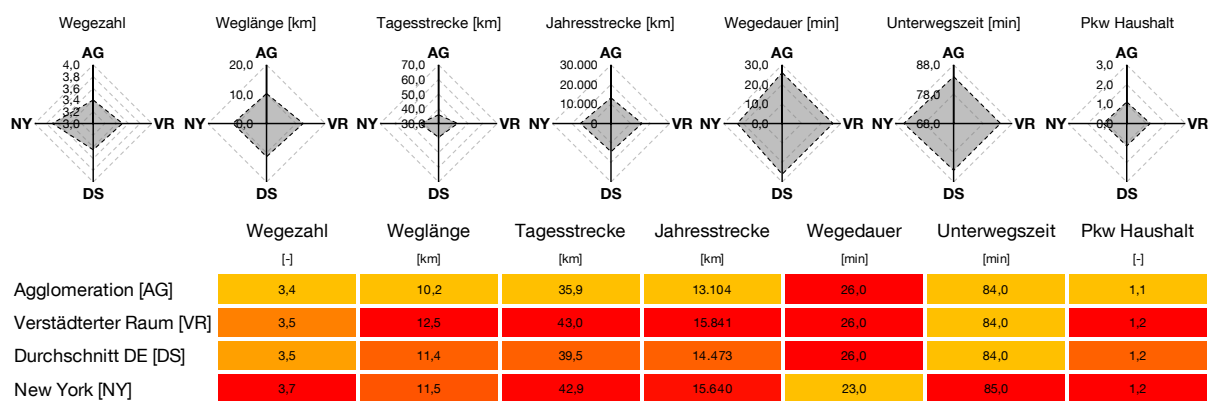 Wegezahl Weglänge [km] Tagesstrecke [km] Jahresstrecke [km] Wegedauer [min] Unterwegszeit [min] Pkw Haushalt
AG AG AG AG AG AG AG
4,0 20,0 70,0 30.000 30,0 88,0 3,0
3,8 60,0 20.000 20,0 2,0
3,6 10,0 50,0 10.000 10,0 78,0 1,0
3,4 40,0
3,2
NY 3,0 VR NY 0,0 VR NY 30,0 VR NY 0 VR NY 0,0 VR NY 68,0 VR NY 0,0 VR
DS DS DS DS DS DS DS
Wegezahl Weglänge Tagesstrecke Jahresstrecke Wegedauer Unterwegszeit Pkw Haushalt
[-] [km] [km] [km] [min] [min] [-]
Agglomeration [AG] 3,4 10,2 35,9 13.104 26,0 84,0 1,1
Verstädterter Raum [VR] 3,5 12,5 43,0 15.841 26,0 84,0 1,2
Durchschnitt DE [DS] 3,5 11,4 39,5 14.473 26,0 84,0 1,2
New York [NY] 3,7 11,5 42,9 15.640 23,0 85,0 1,2